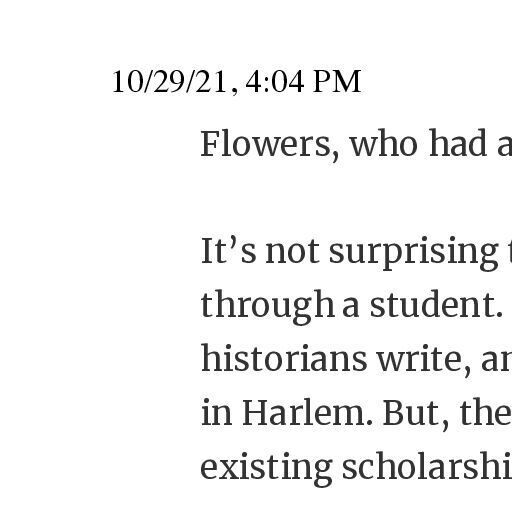 10/29/21, 4:04 PM
Flowers, who had a
It’s not surprising
through a student.
historians write, an
in Harlem. But, the
existing scholarshi